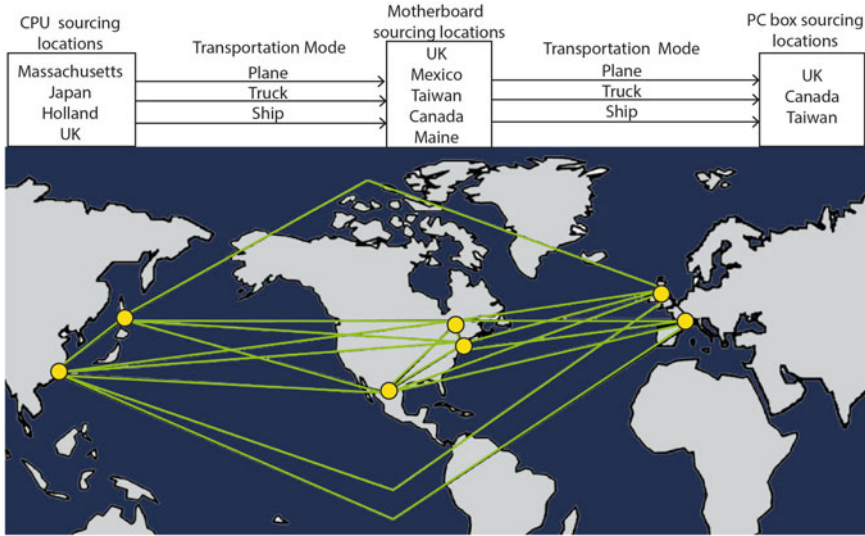 CPU sourcing
locations
Massachusetts
Japan
Holland
UK
Transportation Mode
Plane
Truck
Ship
Motherboard
sourcing locations
UK
Mexico
Taiwan
Canada
Maine
Transportation Mode
Plane
Truck
Ship
PC box sourcing
locations
UK
Canada
Taiwan